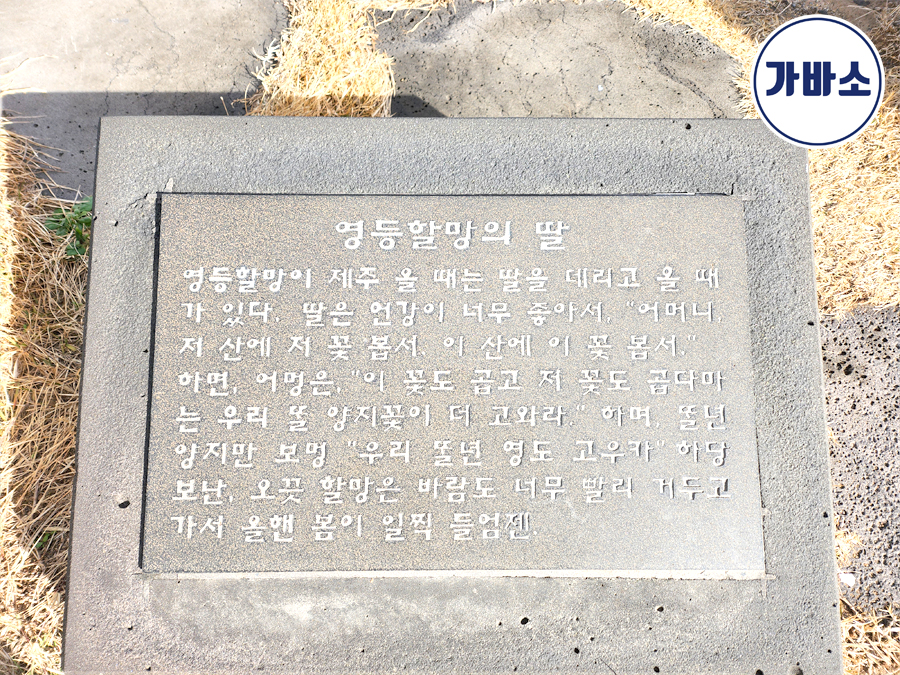 가바소
영등할망의 딸
영등할망이 제주 올 때는 딸을 데리고 올 때
가 있다. 딸은 언강이 너무 좋아서, "어머니,
저 산에 저 꽃 봅서. 이 산에 이 꽃 봅서."
하면, 어멍은, "이 꽃도 곱고 저 꽃도 곱다마
는 우리 똘 양지꽃이 더 고와라." 하며, 똘년
양지만 보멍 "우리 똘년 영도 고우카" 하당
보난, 오끗 할망은 바람도 너무 빨리 거두고
가서 올핸 봄이 일찍 들엄젠.